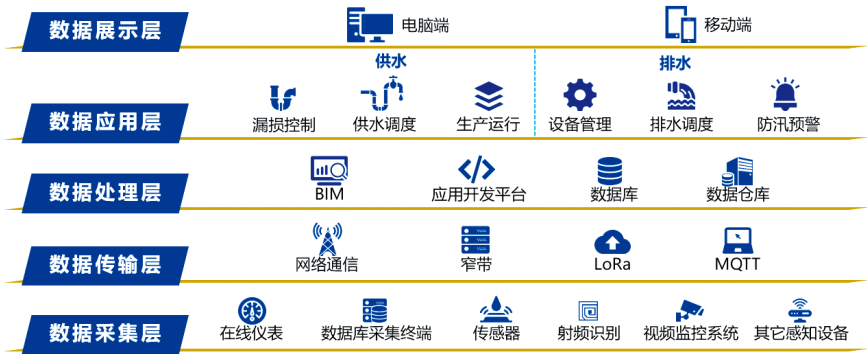 数据展示层
电脑端
移动端
供水
排水
数据应用层
漏损控制
供水调度
生产运行
设备管理
排水调度
防汛预警
数据处理层
BIM
应用开发平台
数据库
数据仓库
数据传输层
网络通信
窄带
LoRa
MQTT
数据采集层
在线仪表
数据库采集终端
传感器
射频识别
视频监控系统
其它感知设备